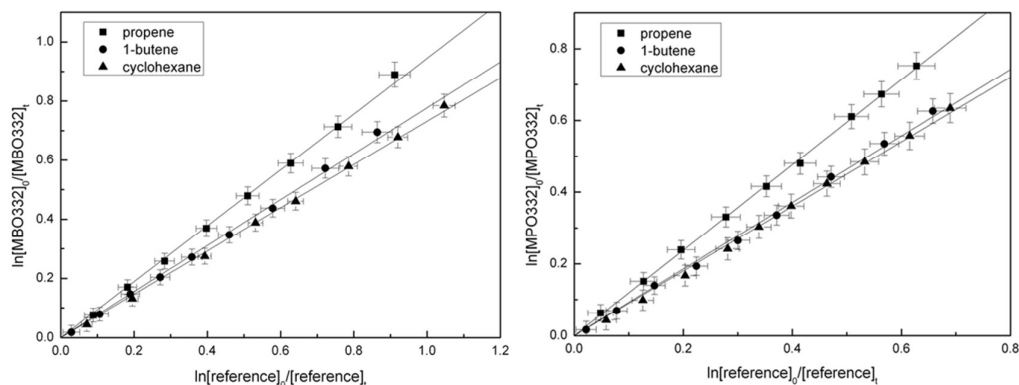 propene
1-butene
cyclohexane
ln[MBO332]₀/[MBO332]ₜ
1.0
0.8
0.6
0.4
0.2
0.0
0.0 0.2 0.4 0.6 0.8 1.0 1.2
ln[reference]₀/[reference]ₜ
propene
1-butene
cyclohexane
ln[MPO332]₀/[MPO332]ₜ
0.8
0.6
0.4
0.2
0.0
0.0 0.2 0.4 0.6 0.8
ln[reference]₀/[reference]ₜ